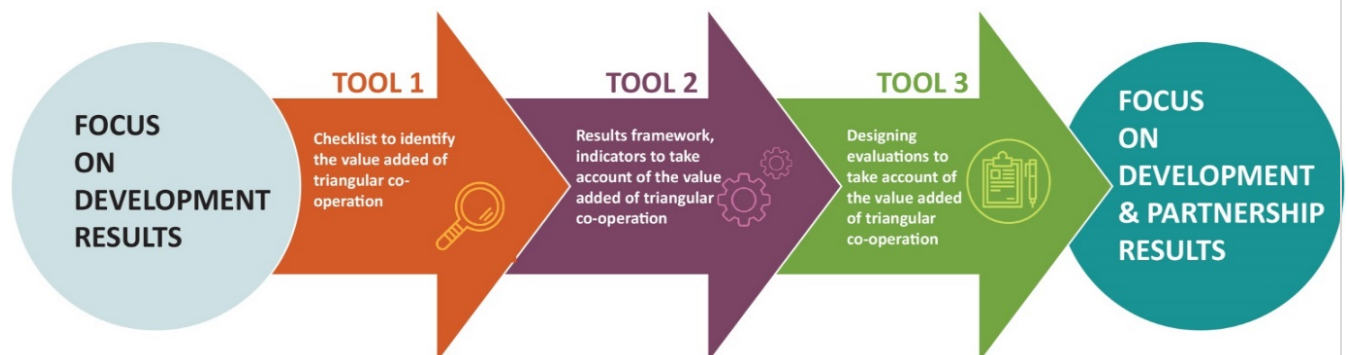 FOCUS
ON
DEVELOPMENT
RESULTS
TOOL 1
Checklist to identify
the value added of
triangular co-
operation
TOOL 2
Results framework,
indicators to take
account of the value
added of triangular
co-operation
TOOL 3
Designing
evaluations to
take account of
the value added
of triangular
co-operation
FOCUS
ON
DEVELOPMENT
& PARTNERSHIP
RESULTS